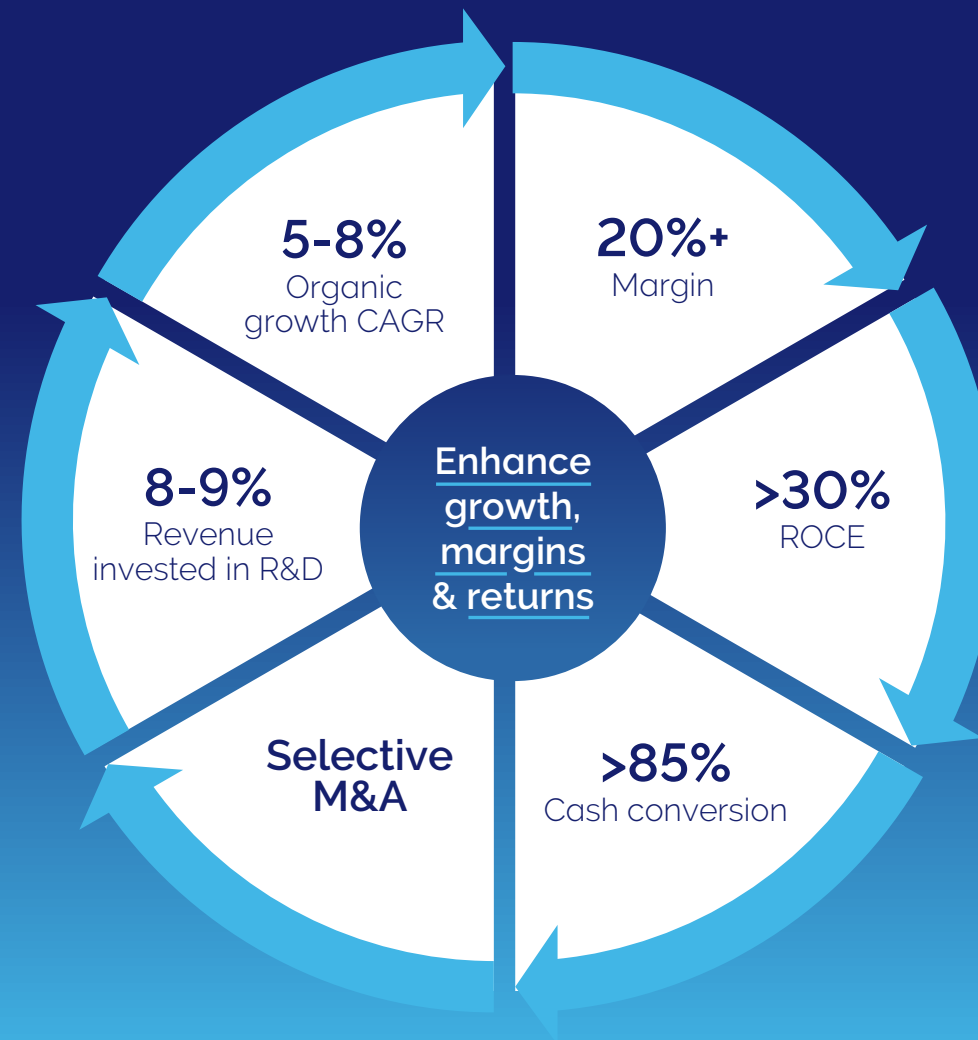 5-8%
Organic
growth CAGR
20%+
Margin
>30%
ROCE
>85%
Cash conversion
Selective
M&A
8-9%
Revenue
invested in R&D
Enhance
growth,
margins
& returns